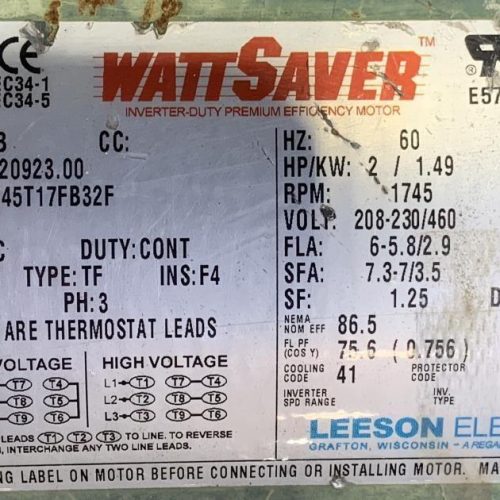 CE
WATTSAVER™
EC34-1
EC34-5
INVERTER-DUTY PREMIUM EFFICIENCY MOTOR
E57
B CC:
20923.00
45T17FB32F
C DUTY:CONT
TYPE:TF INS:F4
PH:3
ARE THERMOSTAT LEADS
HZ: 60
HP/KW: 2 / 1.49
RPM: 1745
VOLT: 208-230/460
FLA: 6-5.8/2.9
SFA: 7.3-7/3.5
SF: 1.25 D
NEMA NOM EFF 86.5
FL PF (COS Y) 75.6 (0.756)
COOLING CODE 41 PROTECTOR CODE
INVERTER SPD RANGE INV. TYPE
VOLTAGE HIGH VOLTAGE
T7 T4 L1 T1 T7 T4
T8 T5 L2 T2 T8 T5
T9 T6 L3 T3 T9 T6
LEADS T1 T2 T3 TO LINE. TO REVERSE
INTERCHANGE ANY TWO LINE LEADS.
LEESON ELE
GRAFTON, WISCONSIN - A REGA
NG LABEL ON MOTOR BEFORE CONNECTING OR INSTALLING MOTOR. MA